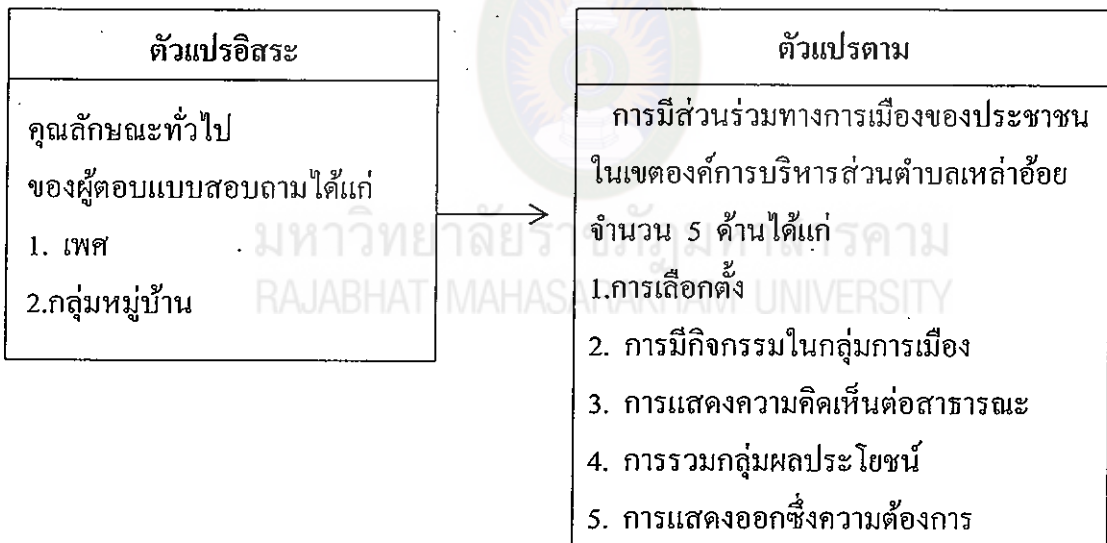 ตัวแปรอิสระ
คุณลักษณะทั่วไป
ของผู้ตอบแบบสอบถามได้แก่
1. เพศ
2.กลุ่มหมู่บ้าน
ตัวแปรตาม
การมีส่วนร่วมทางการเมืองของประชาชน
ในเขตองค์การบริหารส่วนตำบลเหล่าอ้อย
จำนวน 5 ด้านได้แก่
1.การเลือกตั้ง
2. การมีกิจกรรมในกลุ่มการเมือง
3. การแสดงความคิดเห็นต่อสาธารณะ
4. การรวมกลุ่มผลประโยชน์
5. การแสดงออกซึ่งความต้องการ
มหาวิทยาลัยราชภัฏมหาสารคาม
RAJABHAT MAHASARAKHAM UNIVERSITY